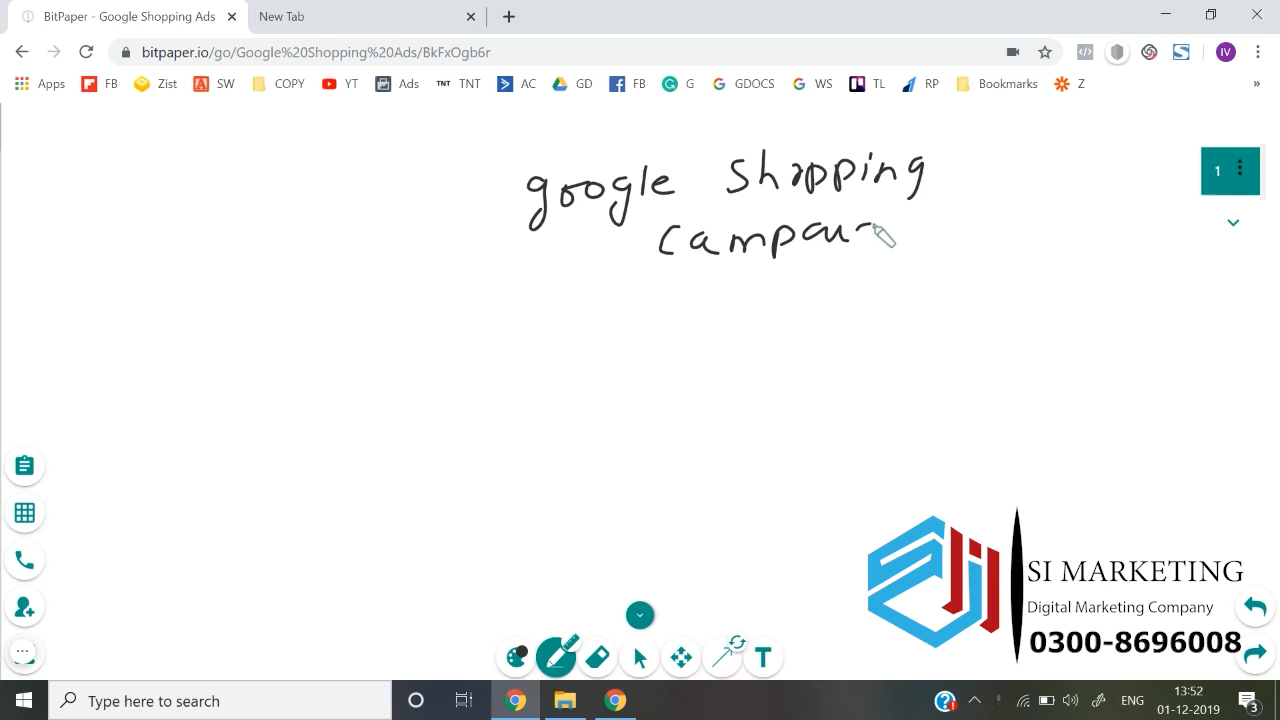 BitPaper - Google Shopping Ads
New Tab
bitpaper.io/go/Google%20Shopping%20Ads/BkFxOgb6r
IV
Apps FB Zist SW COPY YT Ads TNT TNT AC GD FB G GDOCS WS TL RP Bookmarks Z »
google shopping
1
SI MARKETING
Digital Marketing Company
0300-8696008
T
Type here to search
ENG
13:52
01-12-2019
3